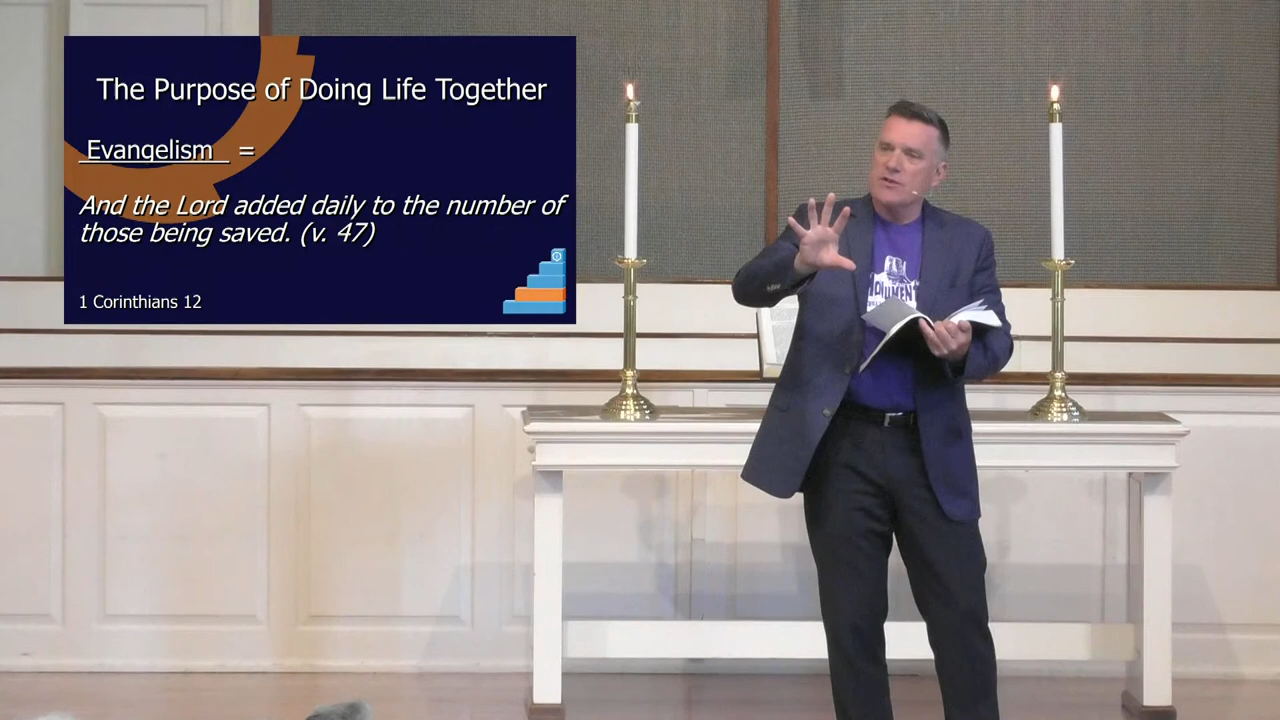 The Purpose of Doing Life Together
Evangelism =
And the Lord added daily to the number of
those being saved. (v. 47)
1 Corinthians 12
MONUMENT